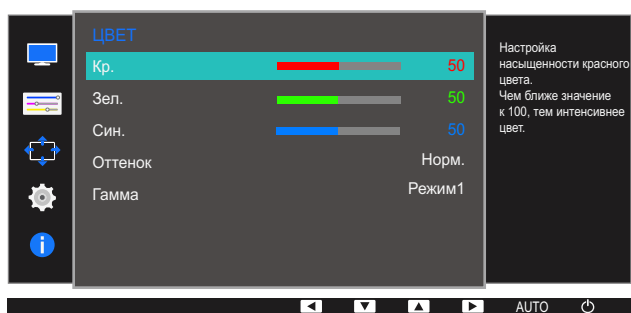 ЦВЕТ
Кр. 50
Зел. 50
Син. 50
Оттенок Норм.
Гамма Режим1
Настройка
насыщенности красного
цвета.
Чем ближе значение
к 100, тем интенсивнее
цвет.
AUTO